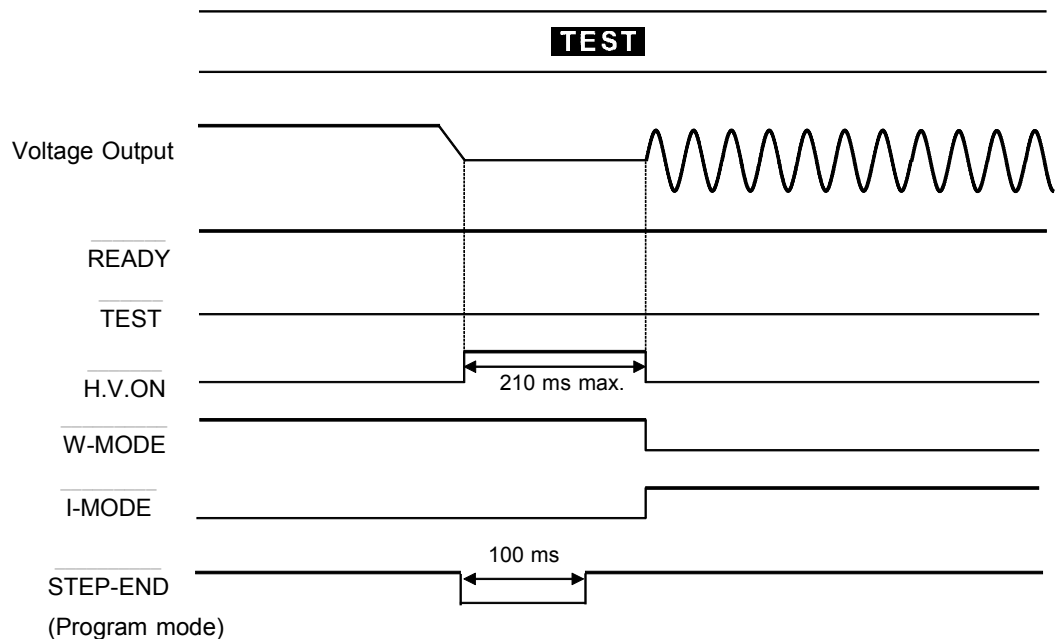 TEST
Voltage Output
READY
TEST
H.V.ON
210 ms max.
W-MODE
I-MODE
100 ms
STEP-END
(Program mode)